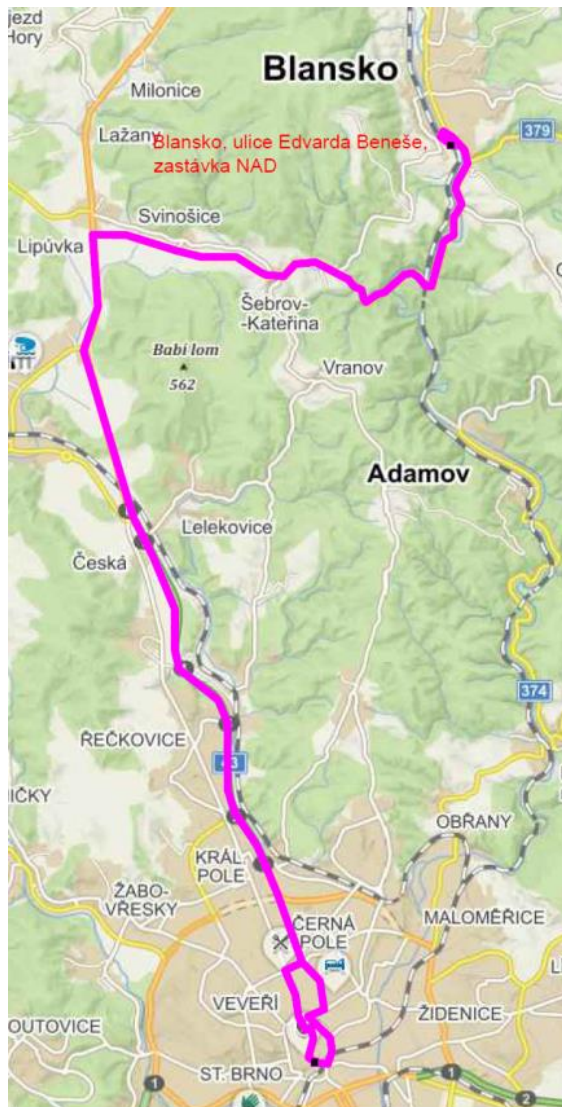 jezd
Hory
Blansko
Milonice
379
Lažany
Blansko, ulice Edvarda Beneše,
zastávka NAD
Svinošice
Lipůvka
Šebrov-
-Kateřina
Babí lom
562
Vranov
Adamov
Lelekovice
Česká
374
ŘEČKOVICE
43
NIČKY
OBŘANY
KRÁL.
POLE
ŽABO-
VŘESKY
MALOMĚŘICE
ČERNÁ
POLE
VEVEŘÍ
ŽIDENICE
OUTOVICE
ST. BRNO
1
1
2